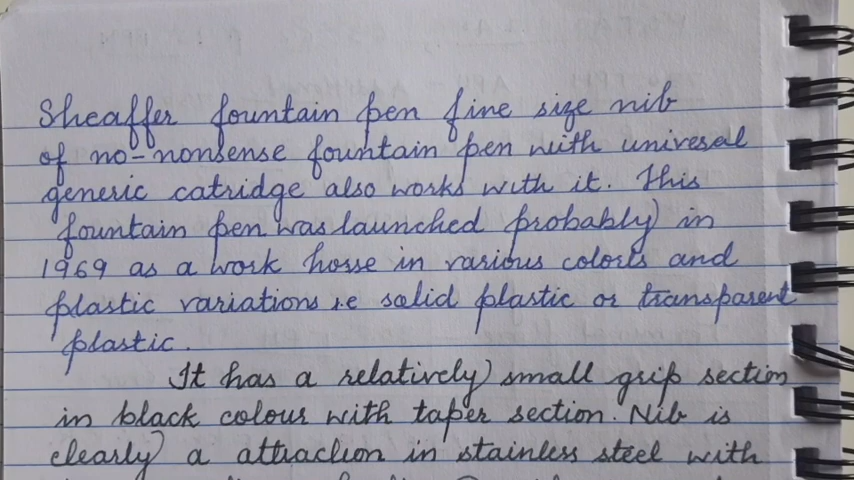 Sheaffer fountain pen fine size nib
of no-nonsense fountain pen with univesal
generic catridge also works with it. This
fountain pen was launched probably in
1969 as a work horse in various colors and
plastic variations i.e solid plastic or transparent
plastic.
It has a relatively small grip section
in black colour with taper section. Nib is
clearly a attraction in stainless steel with